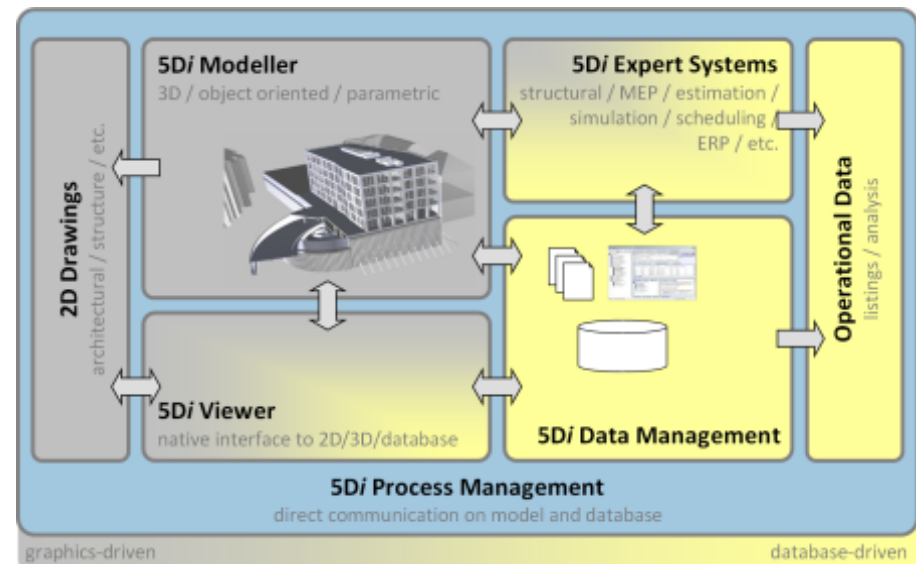 2D Drawings
architectural / structure / etc.
5Di Modeller
3D / object oriented / parametric
5Di Expert Systems
structural / MEP / estimation /
simulation / scheduling /
ERP / etc.
Operational Data
listings / analysis
5Di Viewer
native interface to 2D/3D/database
5Di Data Management
5Di Process Management
direct communication on model and database
graphics-driven
database-driven